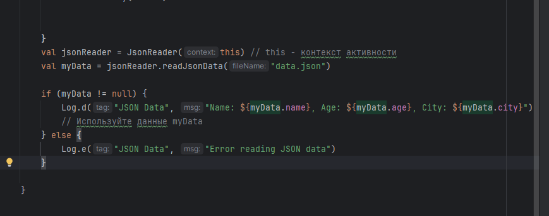 }
val jsonReader = JsonReader( context: this) // this - контекст активности
val myData = jsonReader.readJsonData( fileName: "data.json")
if (myData != null) {
Log.d( tag: "JSON Data", msg: "Name: ${myData.name}, Age: ${myData.age}, City: ${myData.city}")
// Используйте данные myData
} else {
Log.e( tag: "JSON Data", msg: "Error reading JSON data")
}
}